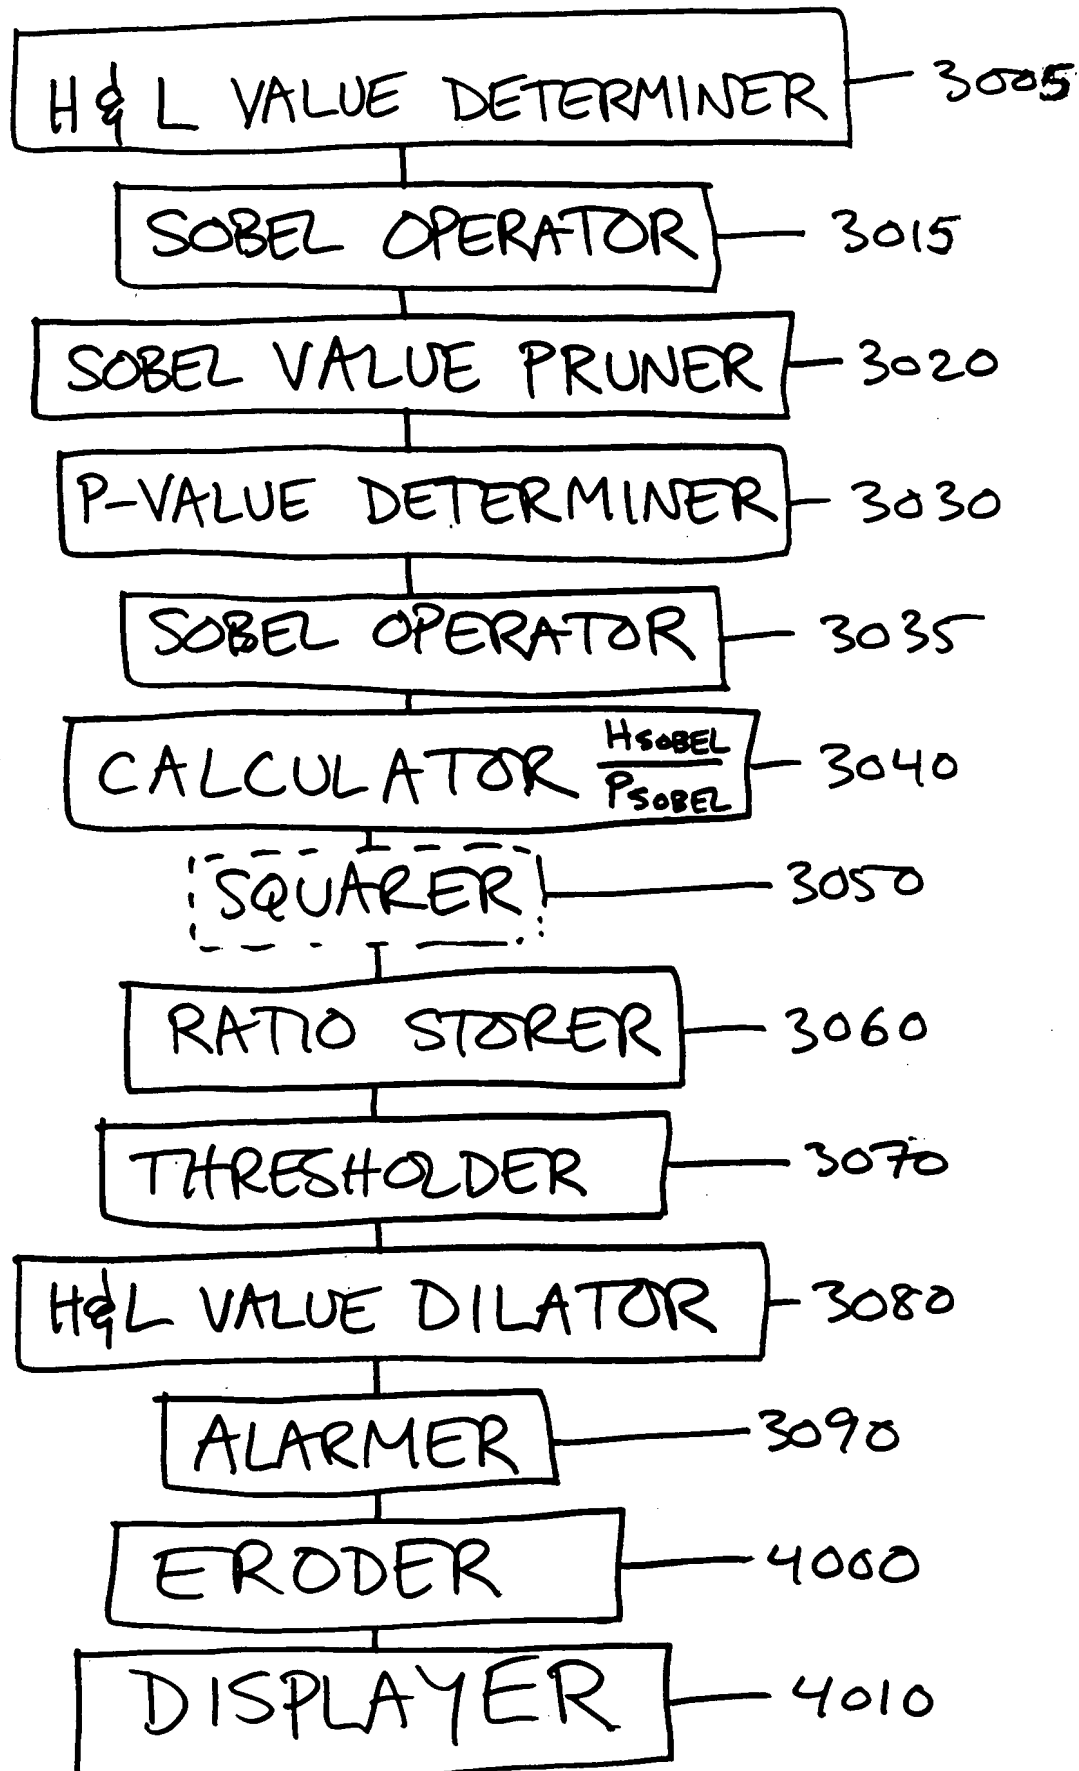 H & L VALUE DETERMINER 3005
SOBEL OPERATOR 3015
SOBEL VALUE PRUNER 3020
P-VALUE DETERMINER 3030
SOBEL OPERATOR 3035
CALCULATOR HSOBEL 3040
PSOBEL
SQUARER 3050
RATIO STORER 3060
THRESHOLDER 3070
H&L VALUE DILATOR 3080
ALARMER 3090
ERODER 4000
DISPLAYER 4010